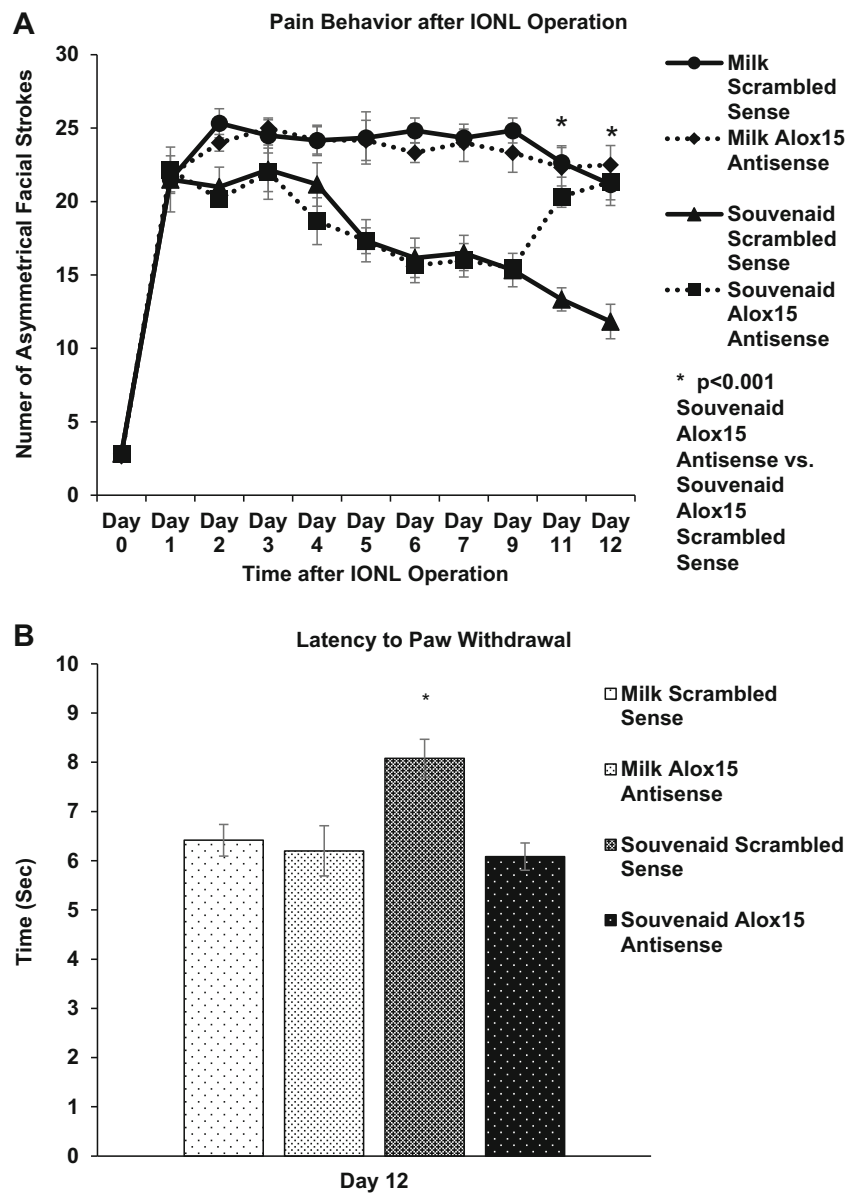 A
Pain Behavior after IONL Operation
Numer of Asymmetrical Facial Strokes
30
25
20
15
10
5
0
*
*
Day Day Day Day Day Day Day Day Day Day Day
0 1 2 3 4 5 6 7 9 11 12
Time after IONL Operation
Milk
Scrambled
Sense
Milk Alox15
Antisense
Souvenaid
Scrambled
Sense
Souvenaid
Alox15
Antisense
* p<0.001
Souvenaid
Alox15
Antisense vs.
Souvenaid
Alox15
Scrambled
Sense
B
Latency to Paw Withdrawal
Time (Sec)
10
9
8
7
6
5
4
3
2
1
0
*
Day 12
Milk Scrambled
Sense
Milk Alox15
Antisense
Souvenaid Scrambled
Sense
Souvenaid Alox15
Antisense